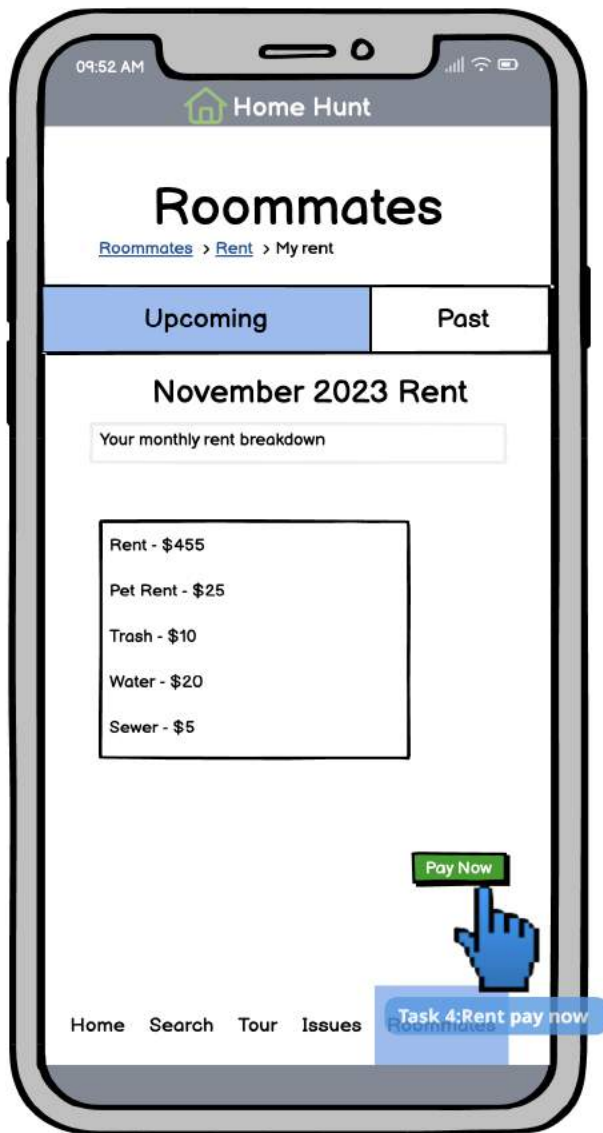 09:52 AM
Home Hunt
Roommates
Roommates > Rent > My rent
Upcoming Past
November 2023 Rent
Your monthly rent breakdown
Rent - $455
Pet Rent - $25
Trash - $10
Water - $20
Sewer - $5
Pay Now
Task 4:Rent pay now
Home Search Tour Issues Roommates